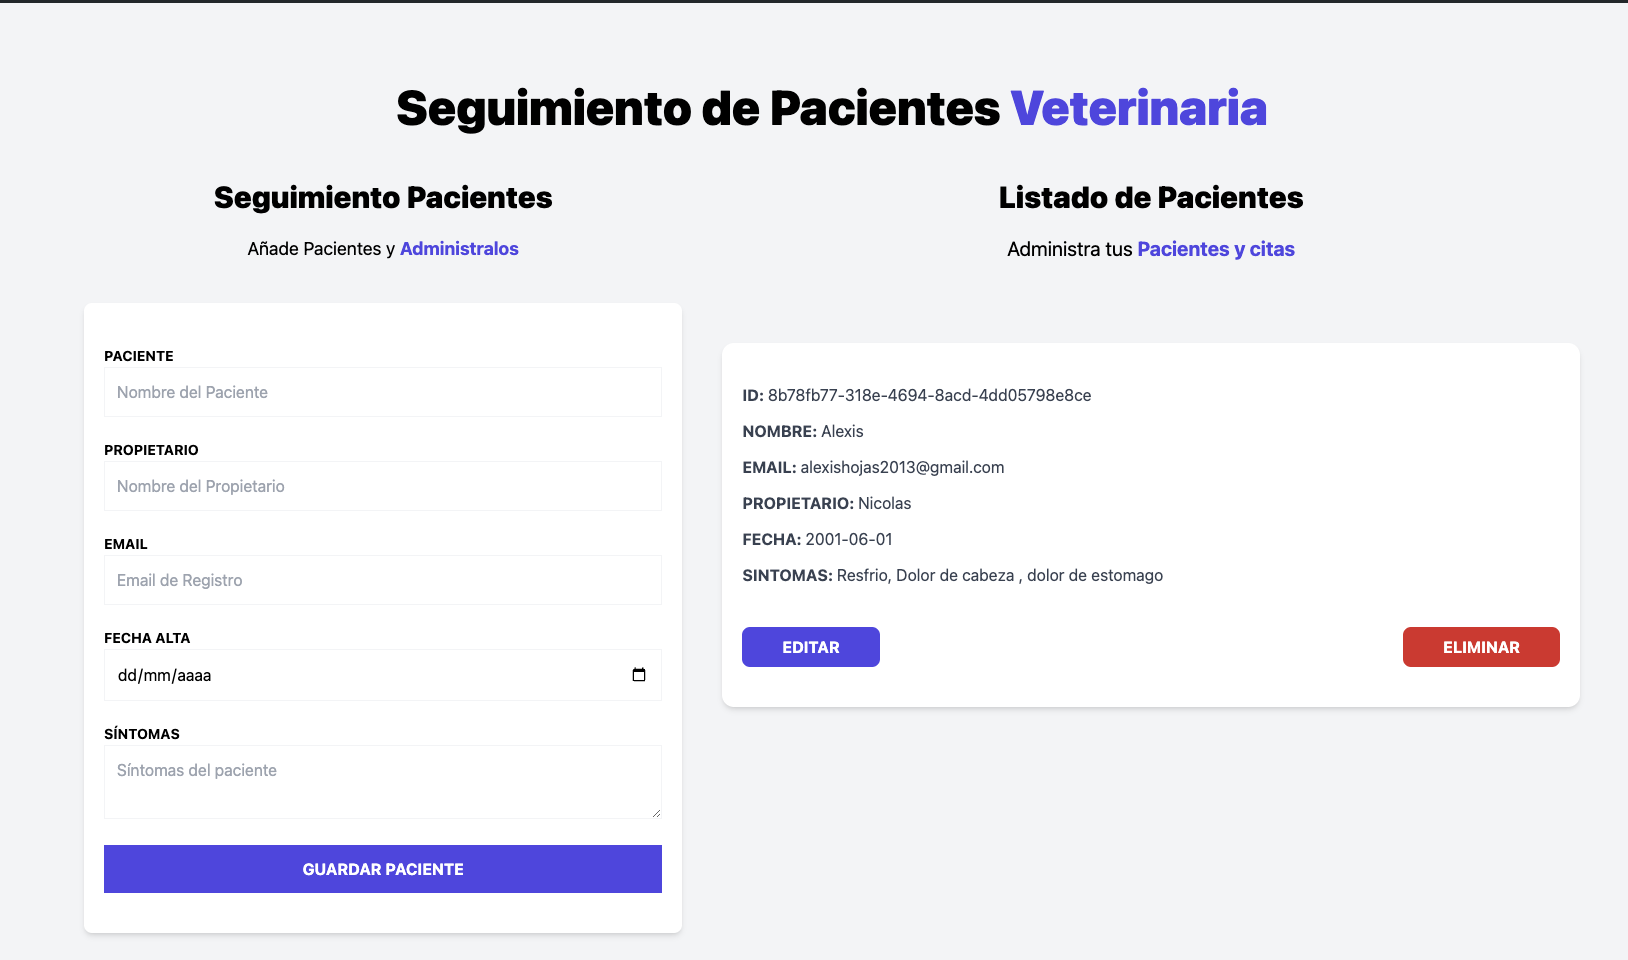 Seguimiento de Pacientes Veterinaria
Seguimiento Pacientes
Añade Pacientes y Administralos
PACIENTE
Nombre del Paciente
PROPIETARIO
Nombre del Propietario
EMAIL
Email de Registro
FECHA ALTA
dd/mm/aaaa
SÍNTOMAS
Síntomas del paciente
GUARDAR PACIENTE
Listado de Pacientes
Administra tus Pacientes y citas
ID: 8b78fb77-318e-4694-8acd-4dd05798e8ce
NOMBRE: Alexis
EMAIL: alexishojas2013@gmail.com
PROPIETARIO: Nicolas
FECHA: 2001-06-01
SINTOMAS: Resfrio, Dolor de cabeza , dolor de estomago
EDITAR
ELIMINAR